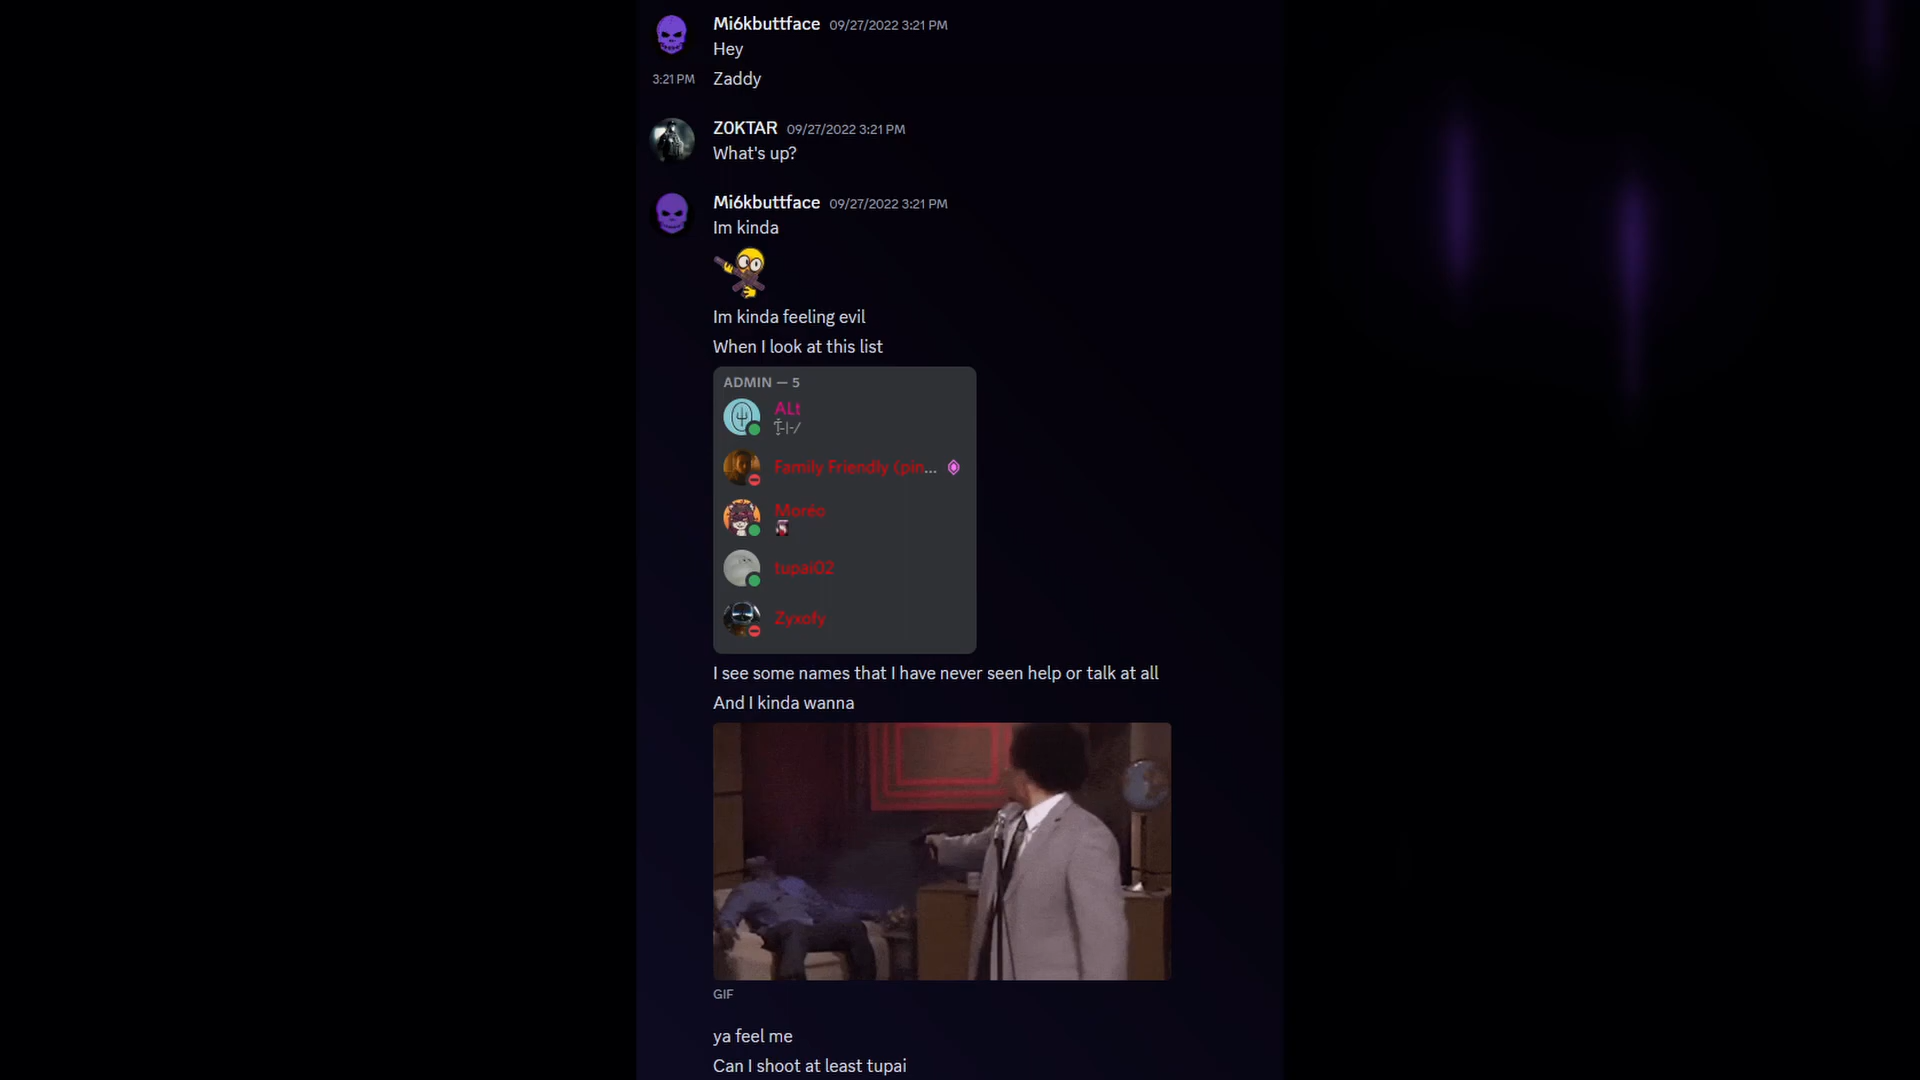 Mi6kbuttface 09/27/2022 3:21 PM
Hey
3:21 PM Zaddy
Z0KTAR 09/27/2022 3:21 PM
What's up?
Mi6kbuttface 09/27/2022 3:21 PM
Im kinda
Im kinda feeling evil
When I look at this list
ADMIN — 5
ALt
Family Friendly (pin...
Moréo
tupai02
Zyxofy
I see some names that I have never seen help or talk at all
And I kinda wanna
GIF
ya feel me
Can I shoot at least tupai